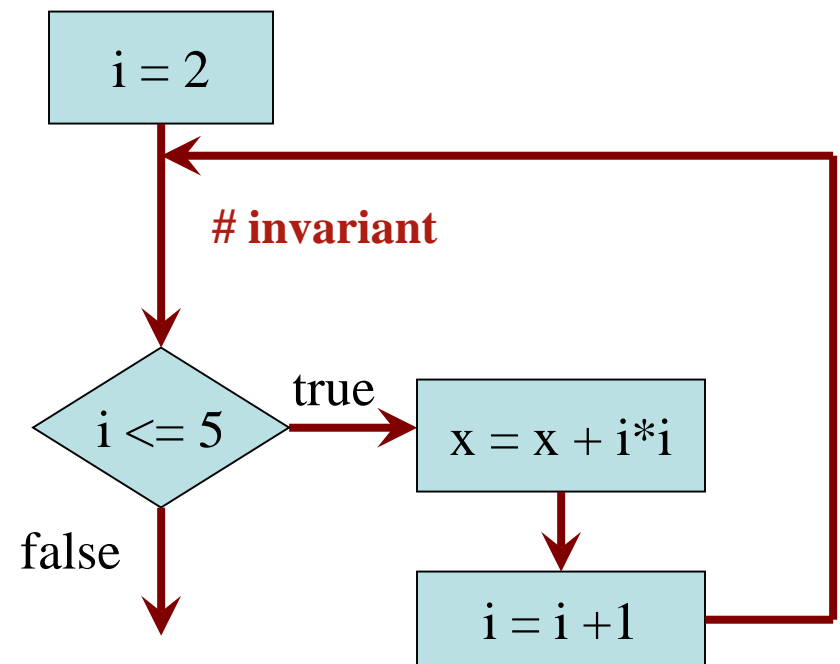 i = 2
# invariant
i <= 5
true
x = x + i*i
false
i = i +1